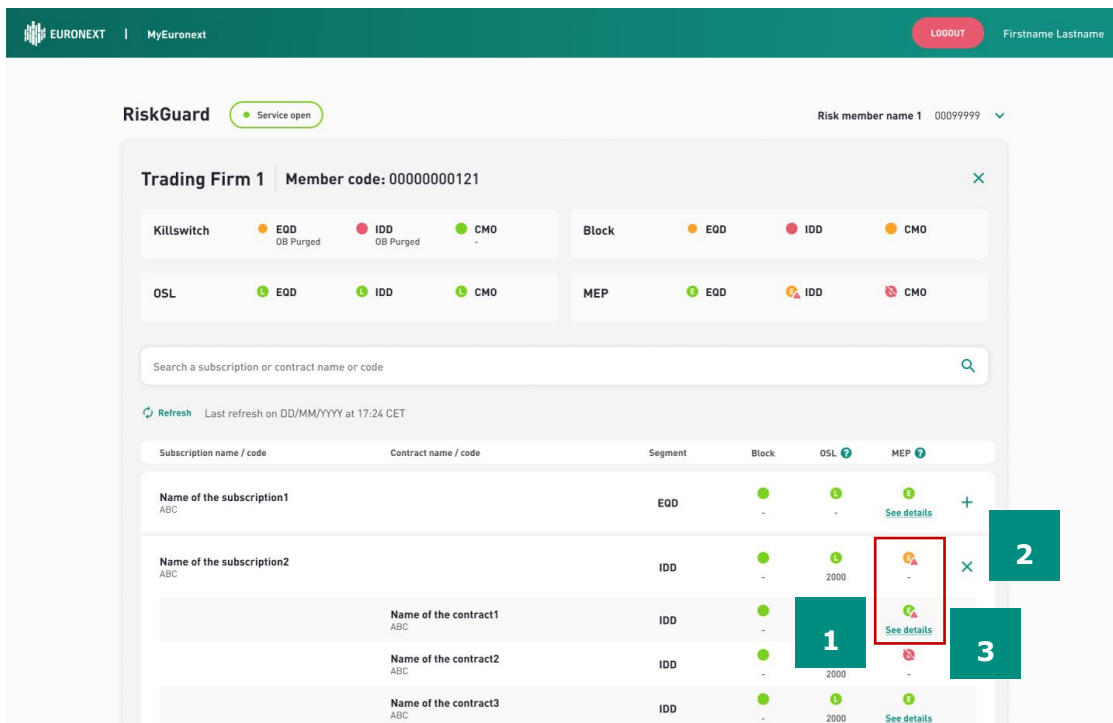 EURONEXT | MyEuronext LOGOUT Firstname Lastname
RiskGuard Service open Risk member name 1 00099999
Trading Firm 1 Member code: 00000000121
Killswitch EQD IDD CMO Block EQD IDD CMO
OB Purged OB Purged -
OSL L EQD L IDD L CMO MEP E EQD E IDD CMO
Search a subscription or contract name or code
Refresh Last refresh on DD/MM/YYYY at 17:24 CET
Subscription name / code Contract name / code Segment Block OSL ? MEP ?
Name of the subscription1 EQD L E
ABC - - See details
2
Name of the subscription2 IDD L E
ABC - 2000 -
Name of the contract1 IDD E
ABC - See details
1
3
Name of the contract2 IDD
ABC - 2000 -
Name of the contract3 IDD L E
ABC - 2000 See details